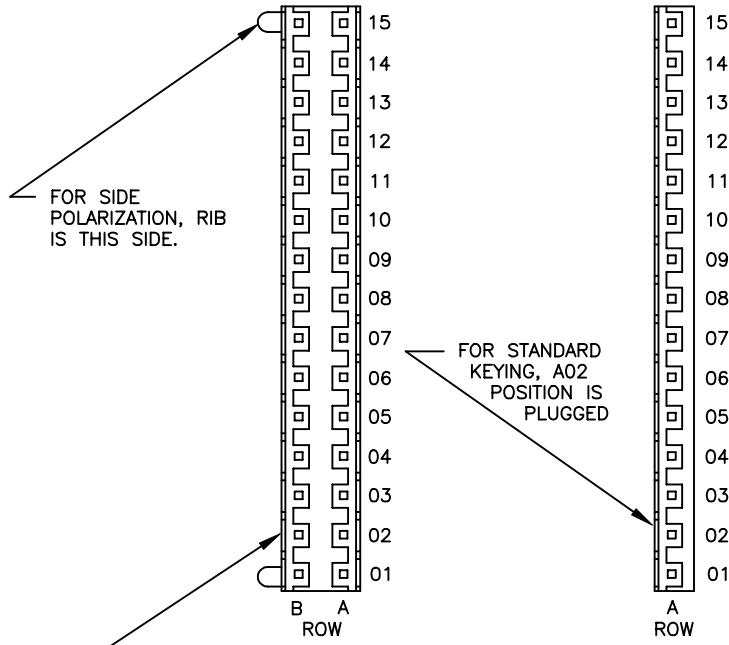 15
14
13
12
11
10
09
08
07
06
05
04
03
02
01
B A
ROW
FOR SIDE
POLARIZATION, RIB
IS THIS SIDE.
FOR STANDARD
KEYING, A02
POSITION IS
PLUGGED
15
14
13
12
11
10
09
08
07
06
05
04
03
02
01
A
ROW